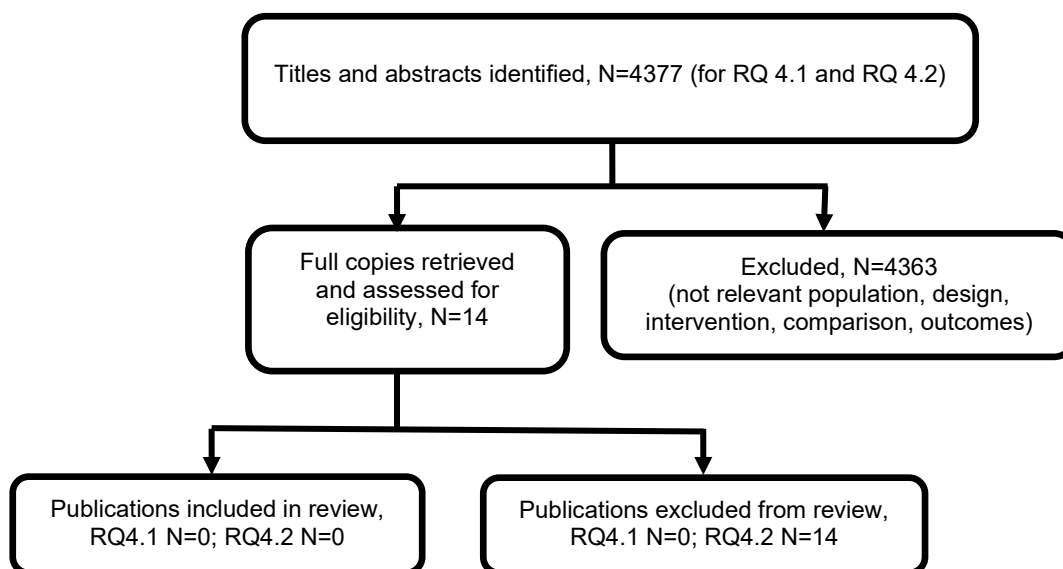 Titles and abstracts identified, N=4377 (for RQ 4.1 and RQ 4.2)
Full copies retrieved
and assessed for
eligibility, N=14
Excluded, N=4363
(not relevant population, design,
intervention, comparison, outcomes)
Publications included in review,
RQ4.1 N=0; RQ4.2 N=0
Publications excluded from review,
RQ4.1 N=0; RQ4.2 N=14